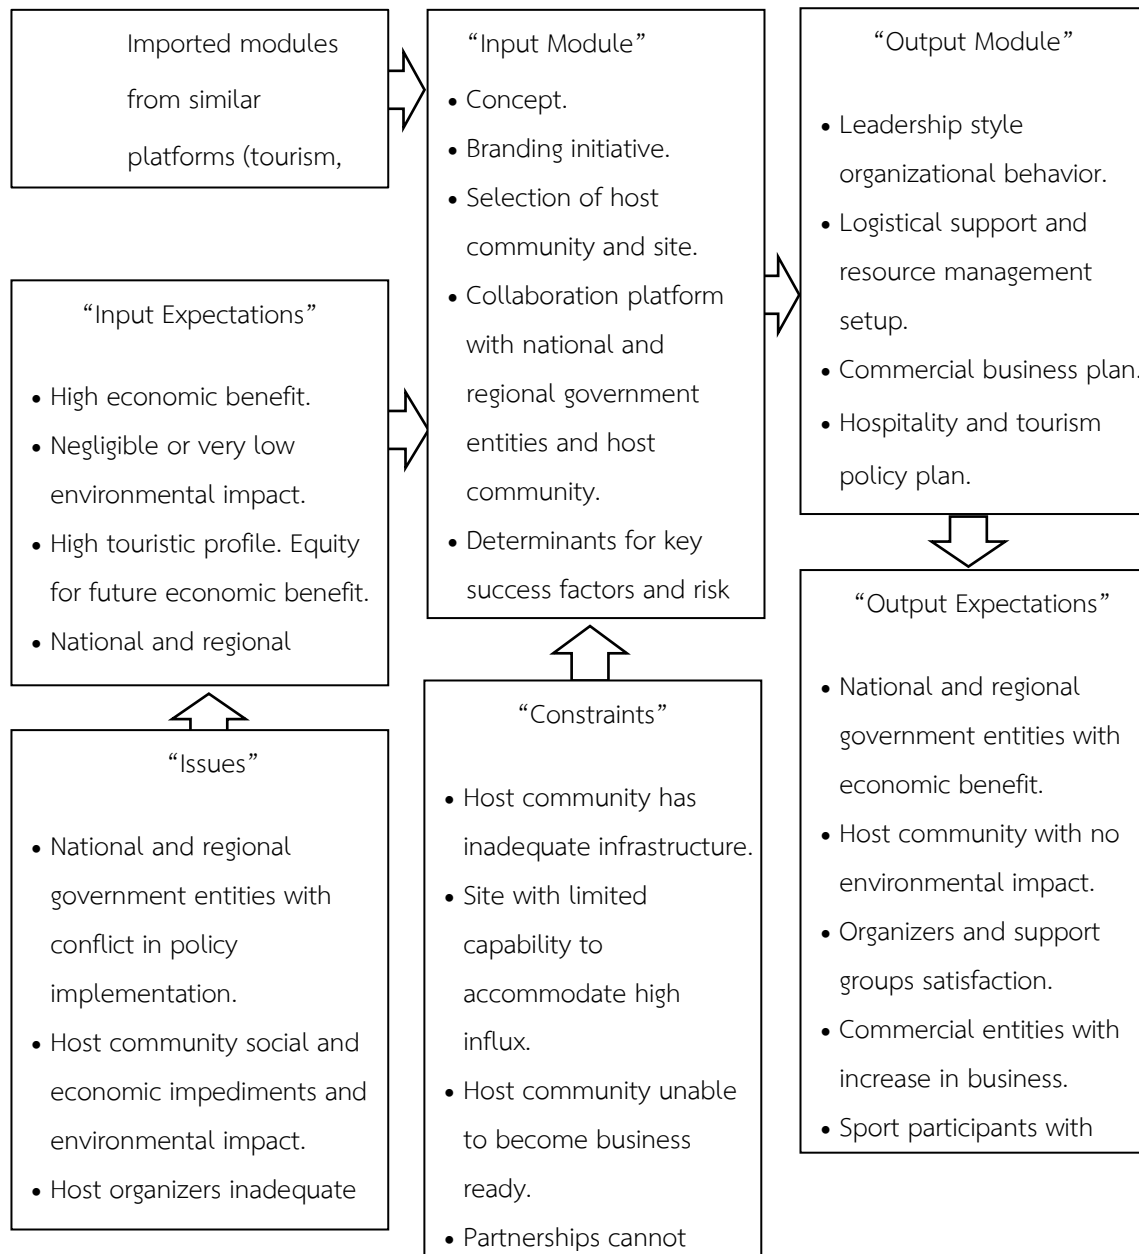 Imported modules
from similar
platforms (tourism,
“Input Expectations”
• High economic benefit.
• Negligible or very low
environmental impact.
• High touristic profile. Equity
for future economic benefit.
• National and regional
“Issues”
• National and regional
government entities with
conflict in policy
implementation.
• Host community social and
economic impediments and
environmental impact.
• Host organizers inadequate
“Input Module”
• Concept.
• Branding initiative.
• Selection of host
community and site.
• Collaboration platform
with national and
regional government
entities and host
community.
• Determinants for key
success factors and risk
“Constraints”
• Host community has
inadequate infrastructure.
• Site with limited
capability to
accommodate high
influx.
• Host community unable
to become business
ready.
• Partnerships cannot
“Output Module”
• Leadership style
organizational behavior.
• Logistical support and
resource management
setup.
• Commercial business plan.
• Hospitality and tourism
policy plan.
“Output Expectations”
• National and regional
government entities with
economic benefit.
• Host community with no
environmental impact.
• Organizers and support
groups satisfaction.
• Commercial entities with
increase in business.
• Sport participants with